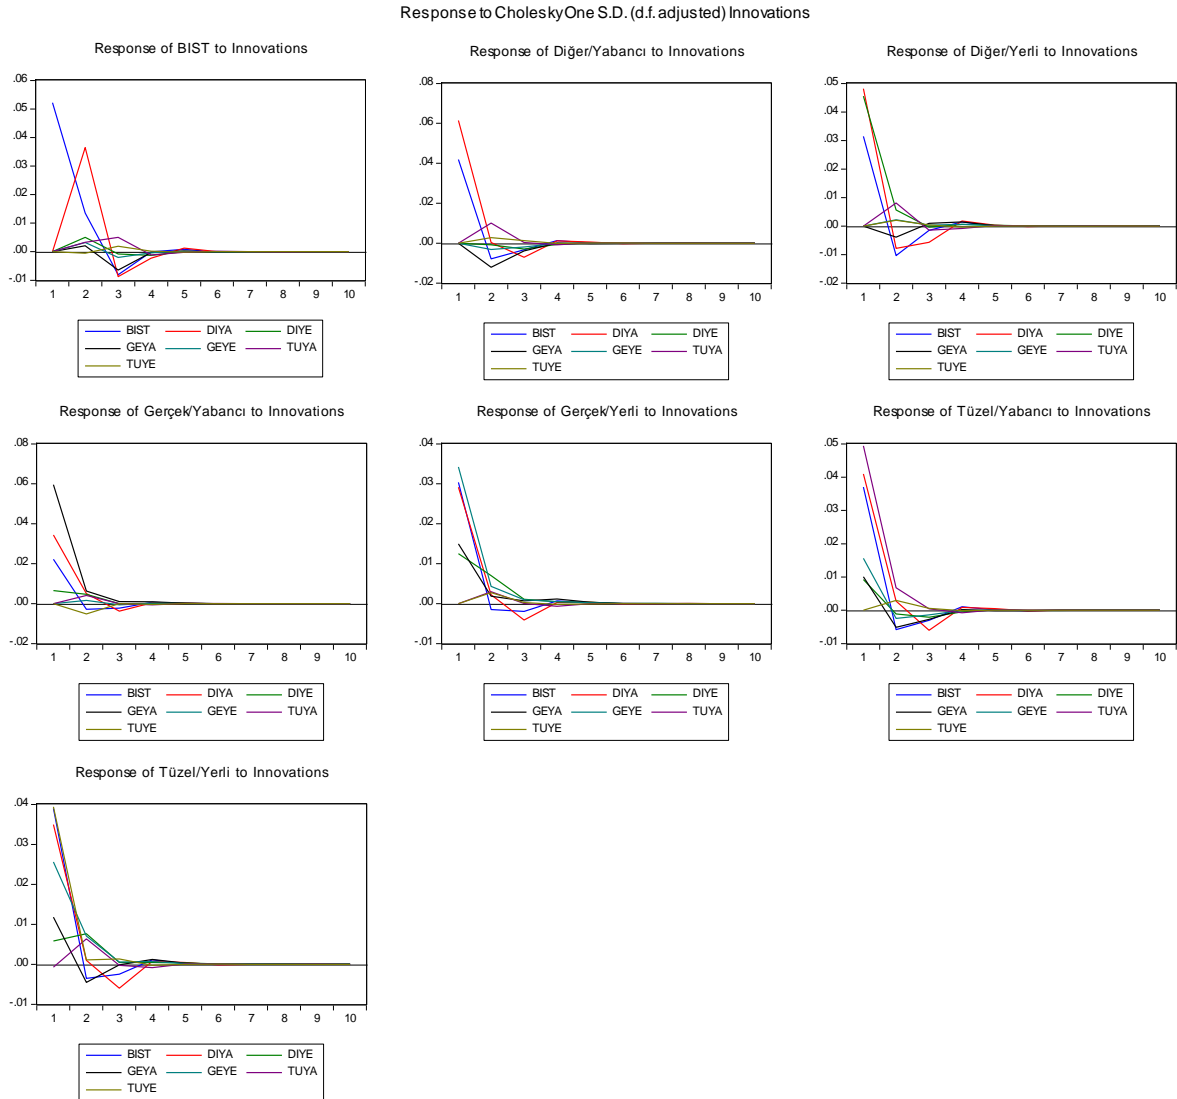 Response to Cholesky One S.D. (d.f. adjusted) Innovations
Response of BIST to Innovations
.06
.05
.04
.03
.02
.01
.00
-.01
1 2 3 4 5 6 7 8 9 10
BIST DIYA DIYE
GEYA GEYE TUYA
TUYE
Response of Diğer/Yabancı to Innovations
.08
.06
.04
.02
.00
-.02
1 2 3 4 5 6 7 8 9 10
BIST DIYA DIYE
GEYA GEYE TUYA
TUYE
Response of Diğer/Yerli to Innovations
.05
.04
.03
.02
.01
.00
-.01
-.02
1 2 3 4 5 6 7 8 9 10
BIST DIYA DIYE
GEYA GEYE TUYA
TUYE
Response of Gerçek/Yabancı to Innovations
.08
.06
.04
.02
.00
-.02
1 2 3 4 5 6 7 8 9 10
BIST DIYA DIYE
GEYA GEYE TUYA
TUYE
Response of Gerçek/Yerli to Innovations
.04
.03
.02
.01
.00
-.01
1 2 3 4 5 6 7 8 9 10
BIST DIYA DIYE
GEYA GEYE TUYA
TUYE
Response of Tüzel/Yabancı to Innovations
.05
.04
.03
.02
.01
.00
-.01
1 2 3 4 5 6 7 8 9 10
BIST DIYA DIYE
GEYA GEYE TUYA
TUYE
Response of Tüzel/Yerli to Innovations
.04
.03
.02
.01
.00
-.01
1 2 3 4 5 6 7 8 9 10
BIST DIYA DIYE
GEYA GEYE TUYA
TUYE